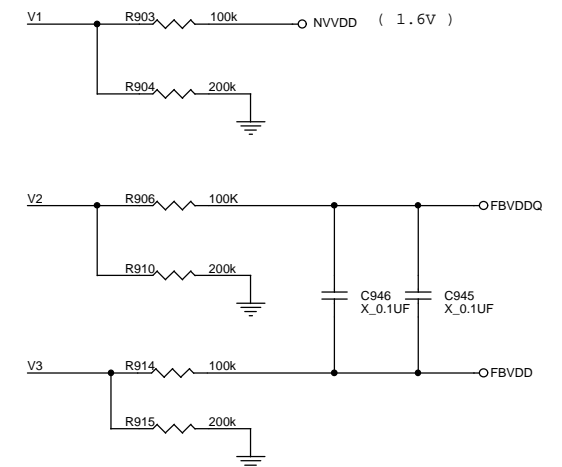 V1 R903 100k NVVDD ( 1.6V )
R904 200k
V2 R906 100K FBVDDQ
R910 200k
C946 C945
X_0.1UF X_0.1UF
V3 R914 100k FBVDD
R915 200k